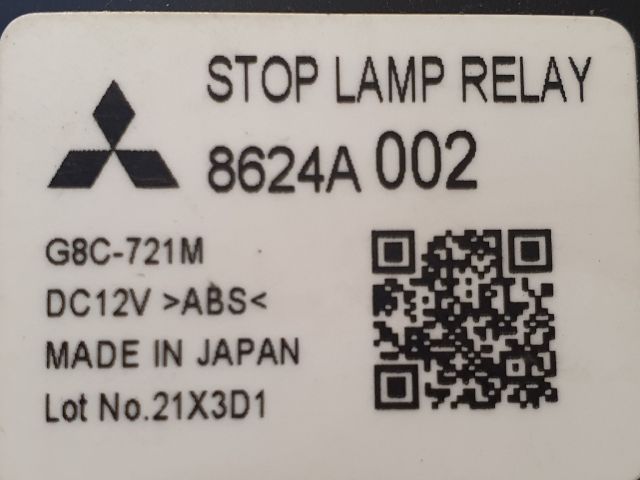 STOP LAMP RELAY
8624A 002
G8C-721M
DC12V >ABS<
MADE IN JAPAN
Lot No.21X3D1